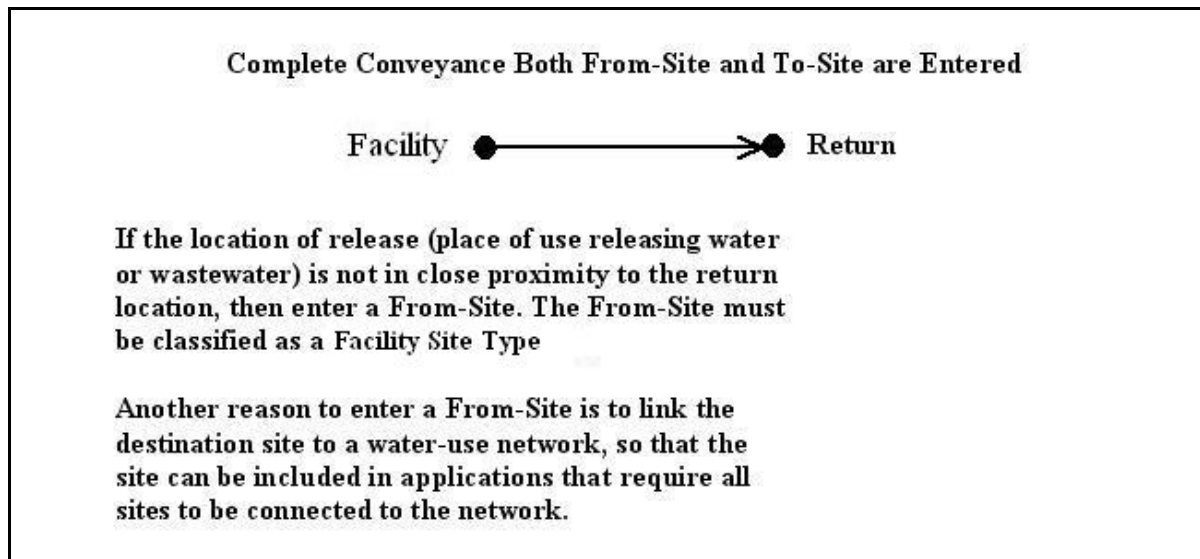 Complete Conveyance Both From-Site and To-Site are Entered
Facility Return
If the location of release (place of use releasing water
or wastewater) is not in close proximity to the return
location, then enter a From-Site. The From-Site must
be classified as a Facility Site Type
Another reason to enter a From-Site is to link the
destination site to a water-use network, so that the
site can be included in applications that require all
sites to be connected to the network.